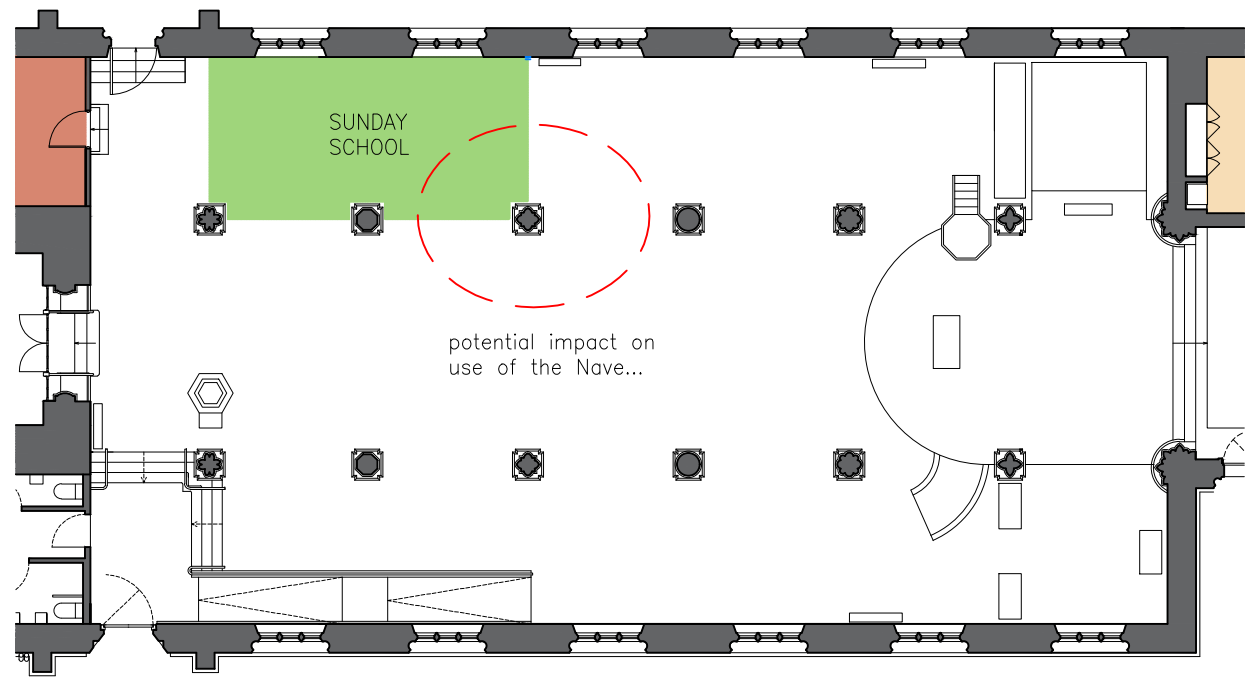 SUNDAY
SCHOOL
potential impact on
use of the Nave...